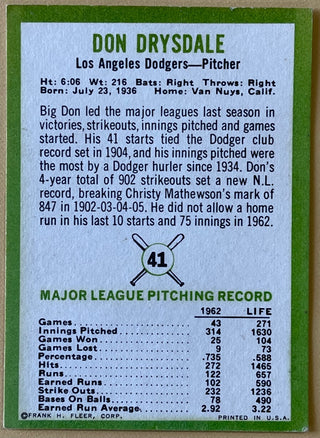 DON DRYSDALE
Los Angeles Dodgers—Pitcher
Ht: 6:06 Wt: 216 Bats: Right Throws: Right
Born: July 23, 1936 Home: Van Nuys, Calif.
Big Don led the major leagues last season in
victories, strikeouts, innings pitched and games
started. His 41 starts tied the Dodger club
record set in 1904, and his innings pitched were
the most by a Dodger hurler since 1934. Don's
4-year total of 902 strikeouts set a new N.L.
record, breaking Christy Mathewson's mark of
847 in 1902-03-04-05. He did not allow a home
run in his last 10 starts and 75 innings in 1962.
41
MAJOR LEAGUE PITCHING RECORD
1962 LIFE
Games 43 271
Innings Pitched 314 1630
Games Won 25 104
Games Lost 9 73
Percentage .735 .588
Hits 272 1465
Runs 122 657
Earned Runs 102 590
Strike Outs 232 1236
Bases On Balls 78 490
Earned Run Average 2.92 3.22
©FRANK H. FLEER, CORP. PRINTED IN U.S.A.